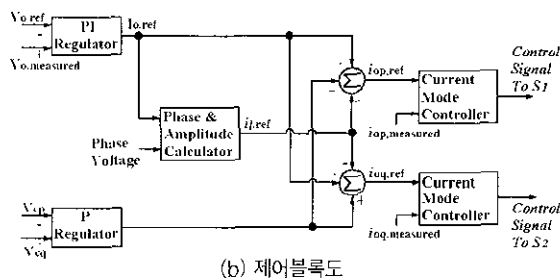 Vo.ref
Vo.measured
PI
Regulator
Io.ref
Phase &
Amplitude
Calculator
Phase
Voltage
il.ref
Σ
iop,ref
Current
Mode
Controller
iop,measured
Control
Signal
To S1
Σ
ioq.ref
Current
Mode
Controller
ioq,measured
Control
Signal
To S2
Vcp
Vcq
P
Regulator
(b) 제어블록도